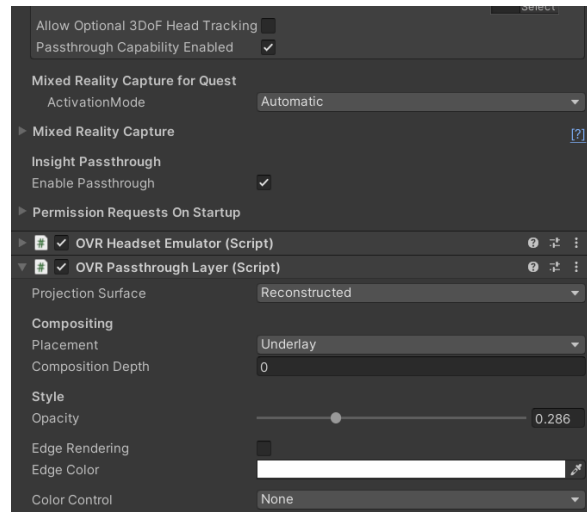 Select
Allow Optional 3DoF Head Tracking
Passthrough Capability Enabled
Mixed Reality Capture for Quest
ActivationMode Automatic
Mixed Reality Capture [?]
Insight Passthrough
Enable Passthrough
Permission Requests On Startup
# OVR Headset Emulator (Script)
# OVR Passthrough Layer (Script)
Projection Surface Reconstructed
Compositing
Placement Underlay
Composition Depth 0
Style
Opacity 0.286
Edge Rendering
Edge Color
Color Control None